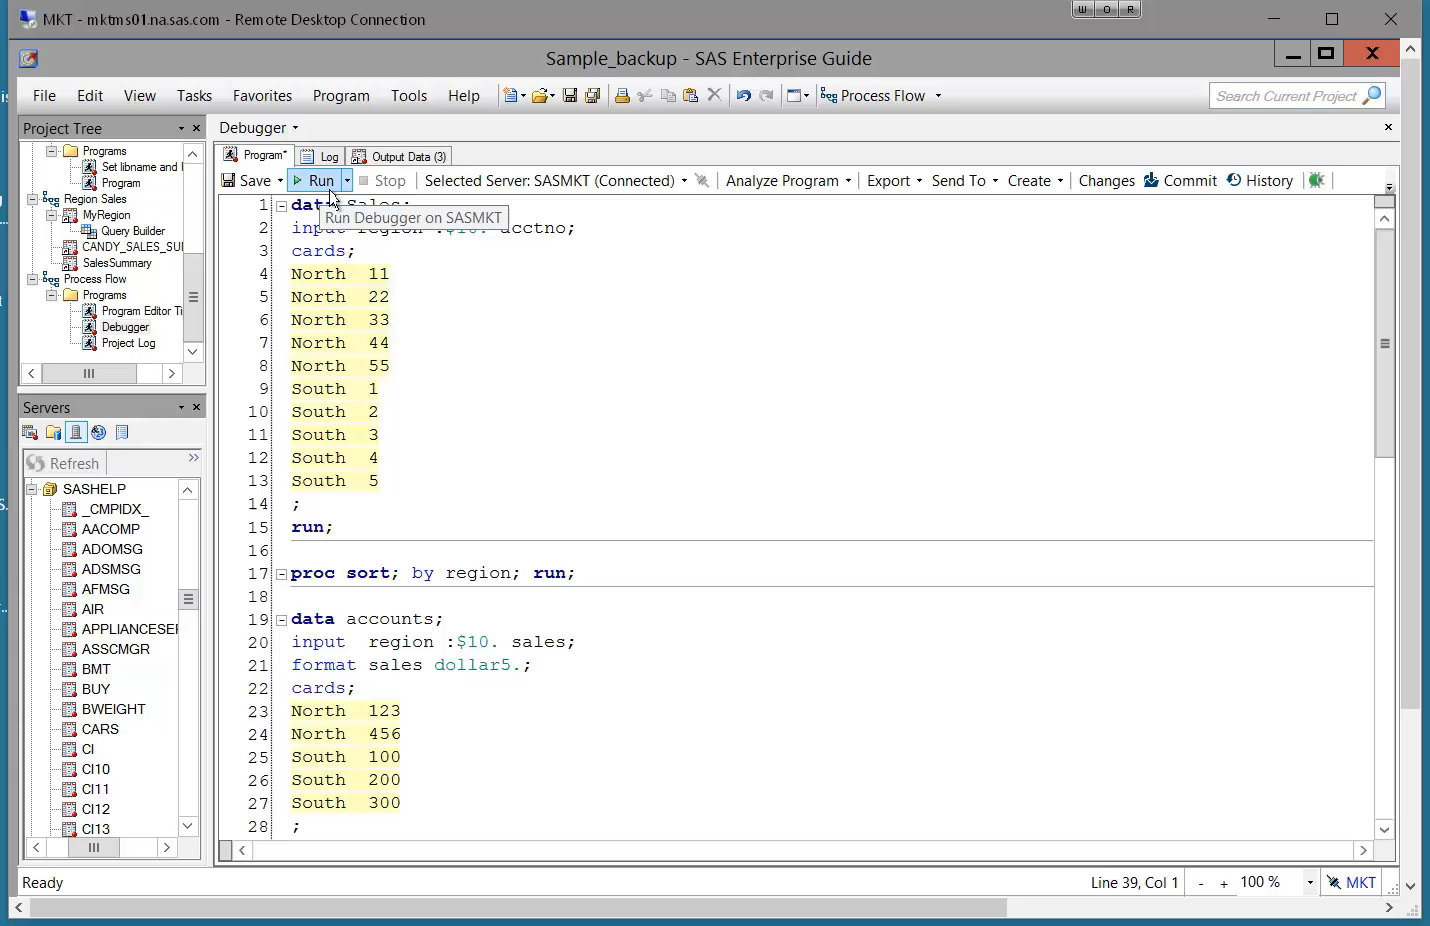 MKT - mktms01.na.sas.com - Remote Desktop Connection
W O R
Sample_backup - SAS Enterprise Guide
File Edit View Tasks Favorites Program Tools Help Process Flow Search Current Project
Project Tree
Programs
Set libname and
Program
Region Sales
MyRegion
Query Builder
CANDY_SALES_SU
SalesSummary
Process Flow
Programs
Program Editor Ti
Debugger
Project Log
Servers
Refresh
SASHELP
_CMPIDX_
AACOMP
ADOMSG
ADSMSG
AFMSG
AIR
APPLIANCESE
ASSCMGR
BMT
BUY
BWEIGHT
CARS
CI
CI10
CI11
CI12
CI13
Debugger
Program* Log Output Data (3)
Save Run Stop Selected Server: SASMKT (Connected) Analyze Program Export Send To Create Changes Commit History
Run Debugger on SASMKT
1 data Sales;
2 input region :$10. acctno;
3 cards;
4 North 11
5 North 22
6 North 33
7 North 44
8 North 55
9 South 1
10 South 2
11 South 3
12 South 4
13 South 5
14 ;
15 run;
16
17 proc sort; by region; run;
18
19 data accounts;
20 input region :$10. sales;
21 format sales dollar5.;
22 cards;
23 North 123
24 North 456
25 South 100
26 South 200
27 South 300
28 ;
Ready Line 39, Col 1 - + 100 % MKT